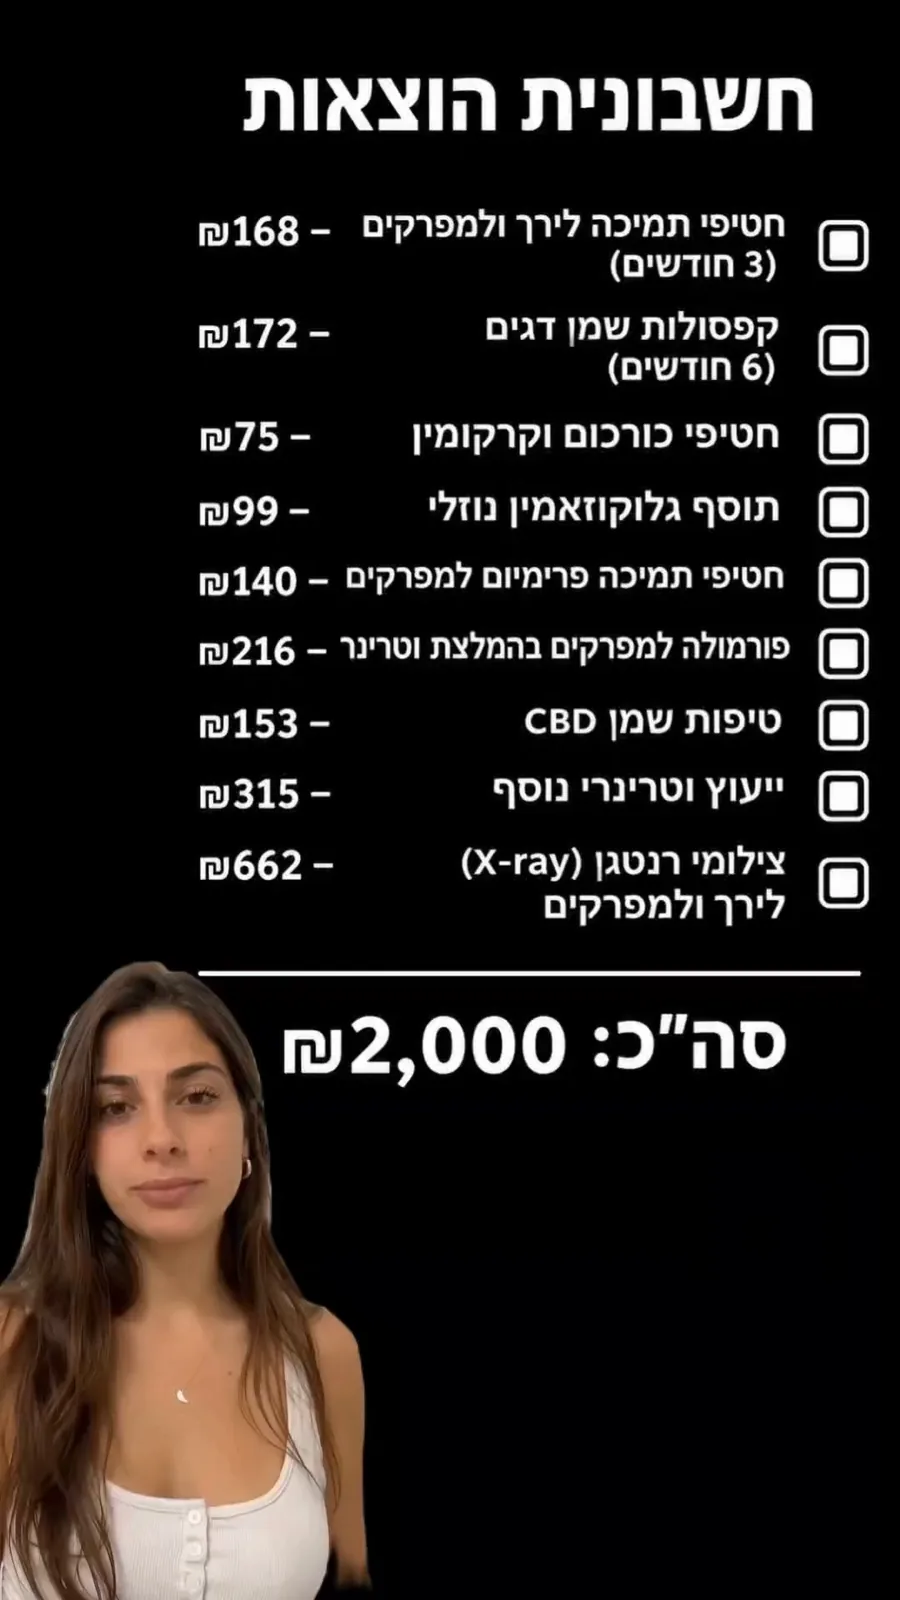 חשבונית הוצאות
חטיפי תמיכה לירך ולמפרקים – 168₪
(3 חודשים)
קפסולות שמן דגים – 172₪
(6 חודשים)
חטיפי כורכום וקרקומין – 75₪
תוסף גלוקוזאמין נוזלי – 99₪
חטיפי תמיכה פרימיום למפרקים – 140₪
פורמולה למפרקים בהמלצת וטרינר – 216₪
טיפות שמן CBD – 153₪
ייעוץ וטרינרי נוסף – 315₪
צילומי רנטגן (X-ray) – 662₪
לירך ולמפרקים
סה"כ: 2,000₪